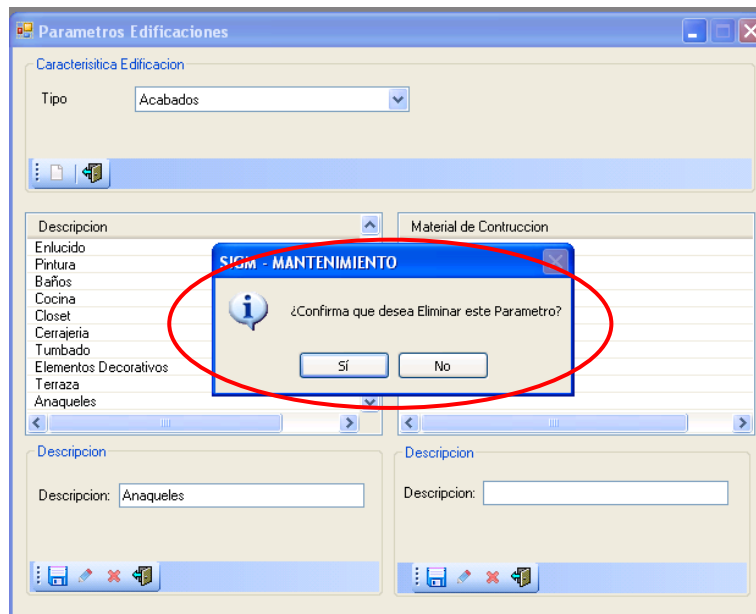 Parametros Edificaciones
Caracterisitica Edificacion
Tipo
Acabados
Descripcion
Enlucido
Pintura
Baños
Cocina
Closet
Cerrajeria
Tumbado
Elementos Decorativos
Terraza
Anaqueles
Material de Contruccion
SIGM - MANTENIMIENTO
¿Confirma que desea Eliminar este Parametro?
Sí
No
Descripcion
Descripcion: Anaqueles
Descripcion
Descripcion: